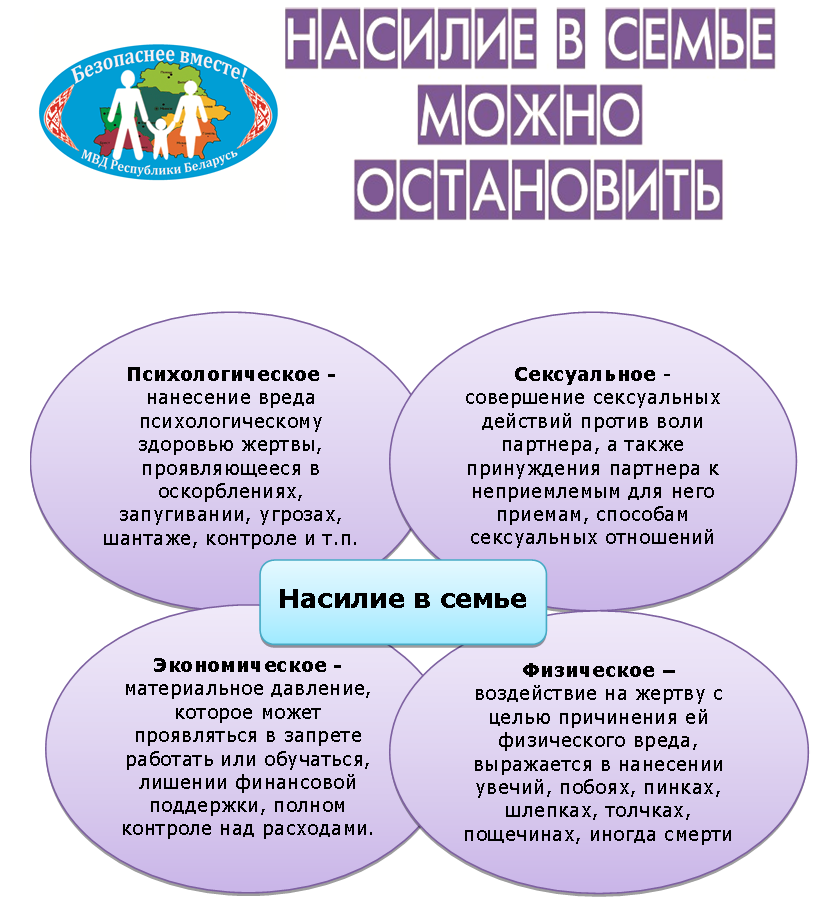 Безопаснее вместе!
МВД Республики Беларусь
НАСИЛИЕ В СЕМЬЕ
МОЖНО
ОСТАНОВИТЬ
Психологическое -
нанесение вреда
психологическому
здоровью жертвы,
проявляющееся в
оскорблениях,
запугивании, угрозах,
шантаже, контроле и т.п.
Сексуальное -
совершение сексуальных
действий против воли
партнера, а также
принуждения партнера к
неприемлемым для него
приемам, способам
сексуальных отношений
Насилие в семье
Экономическое -
материальное давление,
которое может
проявляться в запрете
работать или обучаться,
лишении финансовой
поддержки, полном
контроле над расходами.
Физическое –
воздействие на жертву с
целью причинения ей
физического вреда,
выражается в нанесении
увечий, побоях, пинках,
шлепках, толчках,
пощечинах, иногда смерти